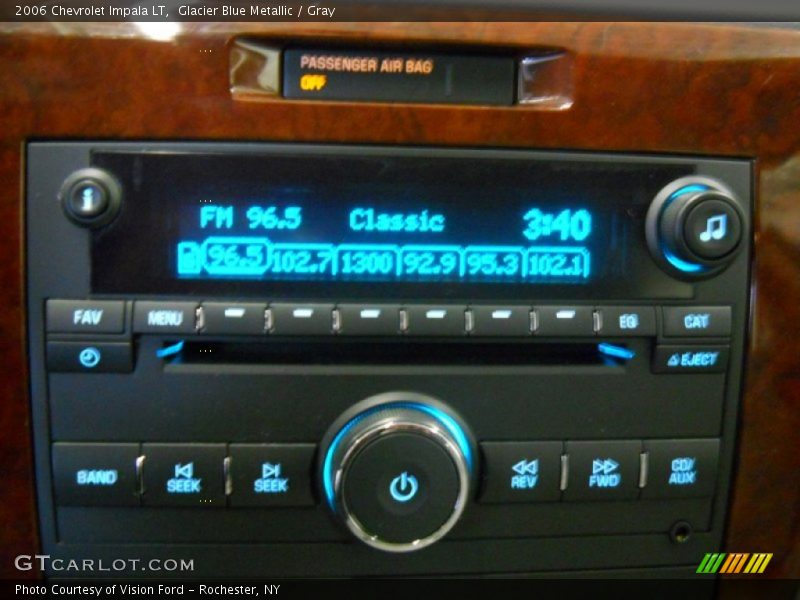 2006 Chevrolet Impala LT,  Glacier Blue Metallic / Gray
PASSENGER AIR BAG
OFF
FM 96.5 Classic 3:40
96.5 102.7 1300 92.9 95.3 102.1
FAV MENU EQ CAT
EJECT
BAND SEEK SEEK REV FWD CD/AUX
GTCARLOT.COM
Photo Courtesy of Vision Ford - Rochester, NY